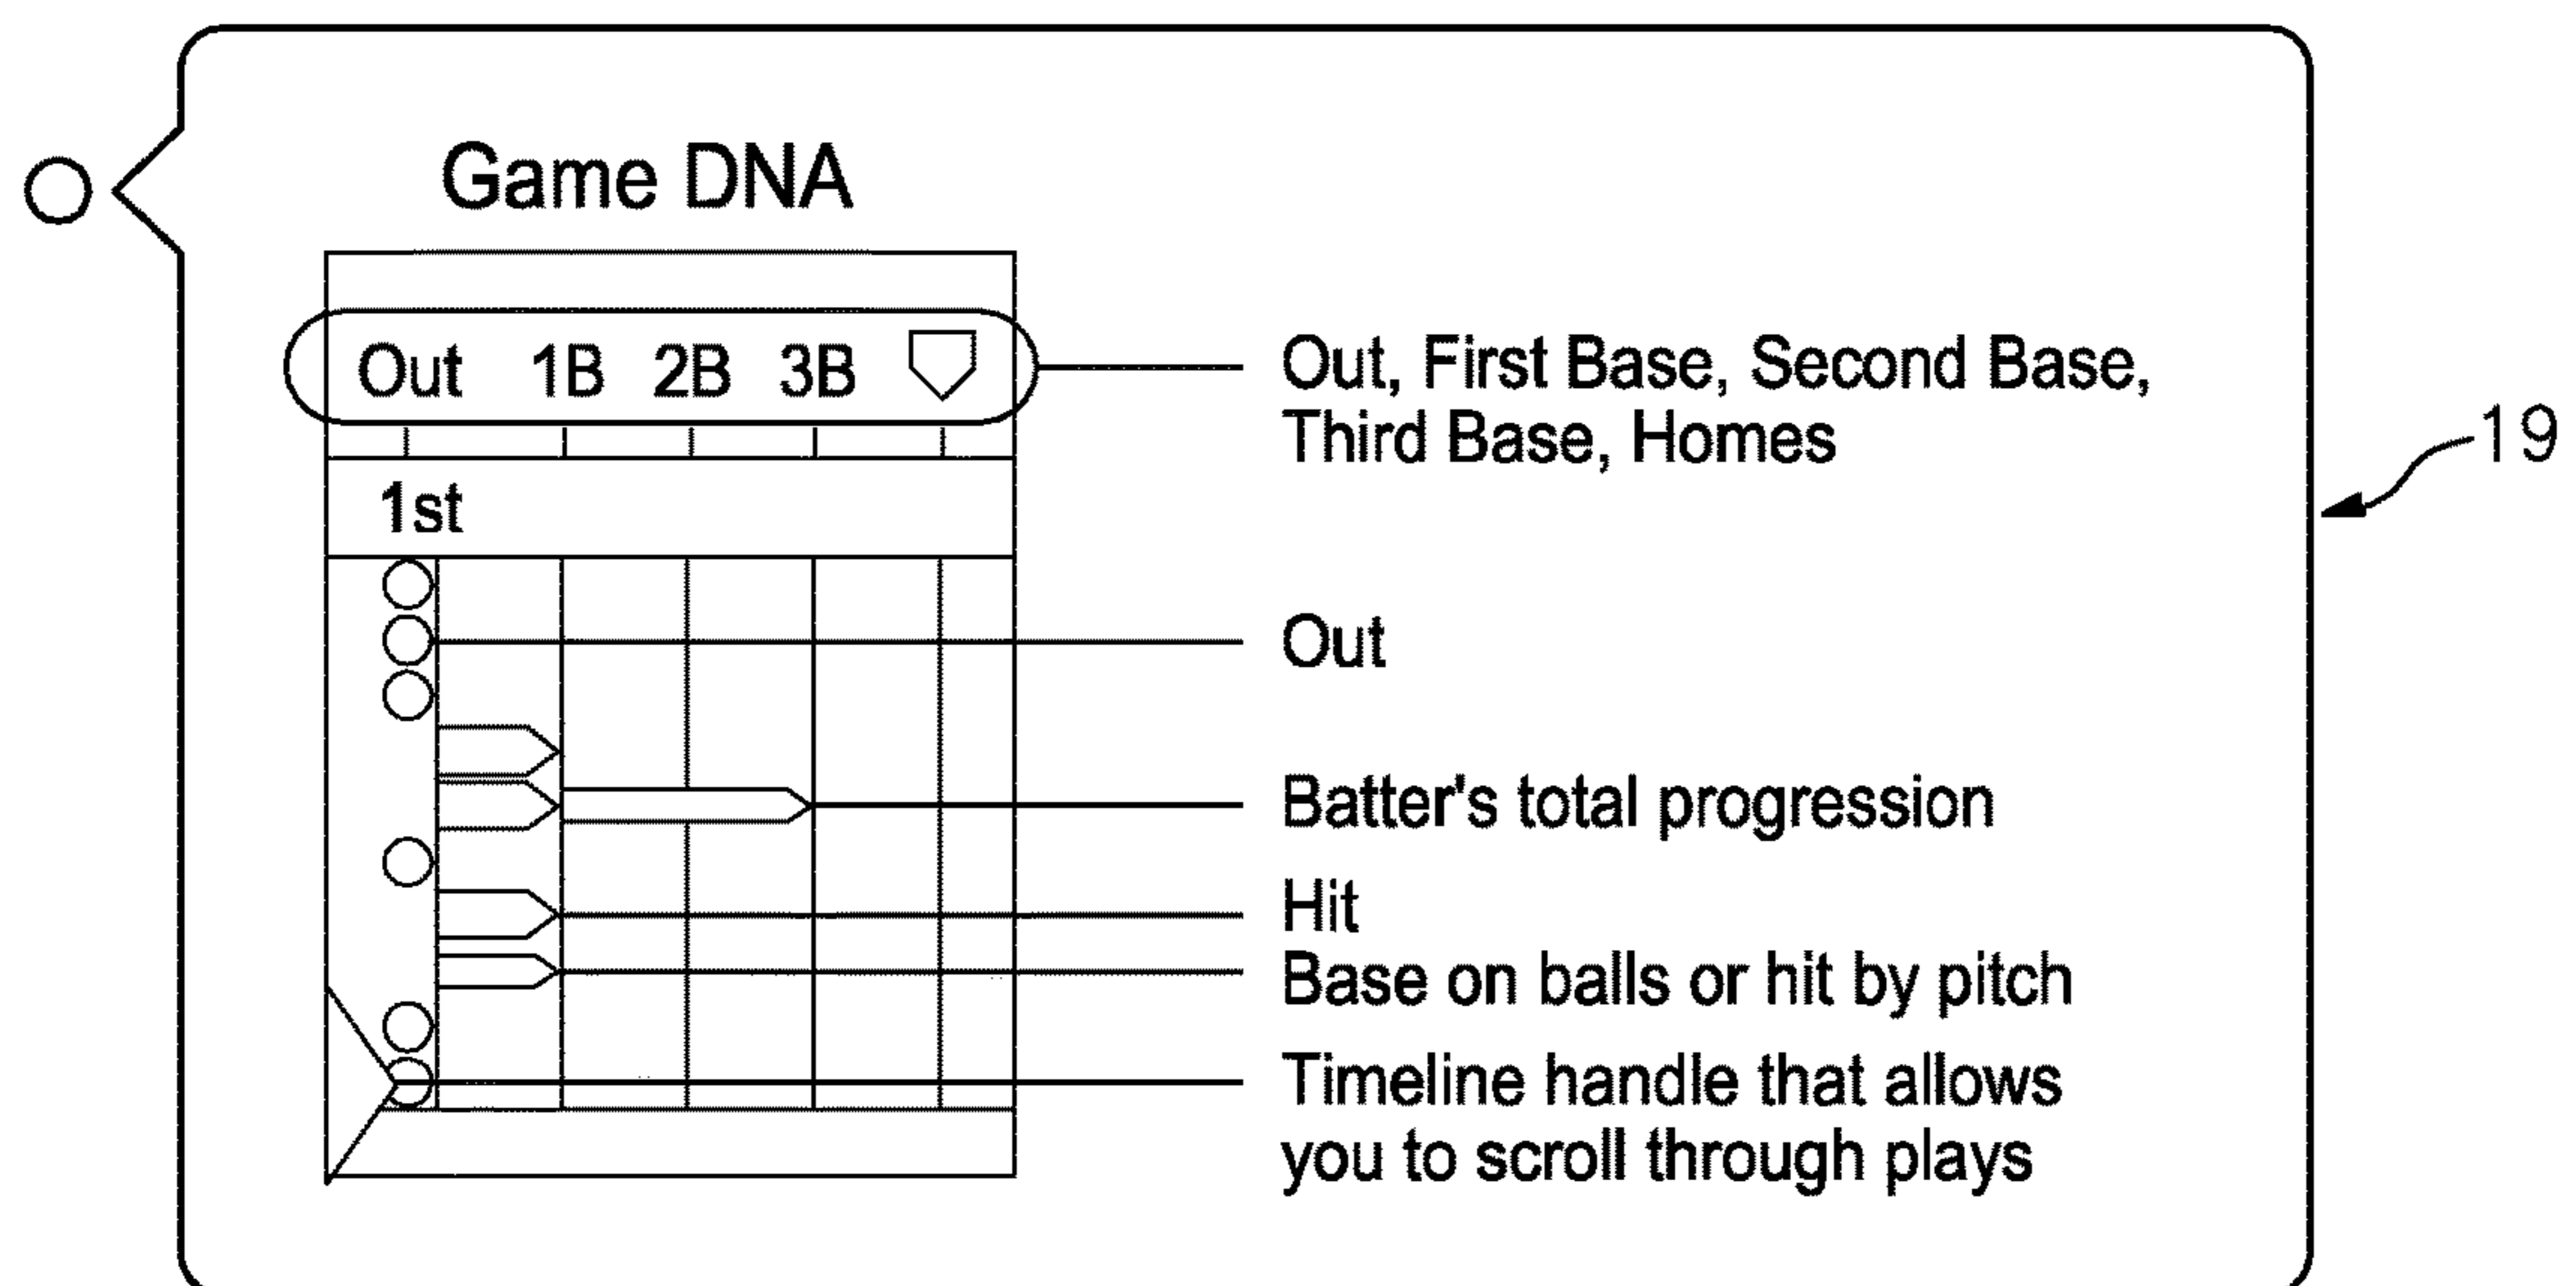 Game DNA
Out 1B 2B 3B
Out, First Base, Second Base,
Third Base, Homes
19
1st
Out
Batter's total progression
Hit
Base on balls or hit by pitch
Timeline handle that allows
you to scroll through plays